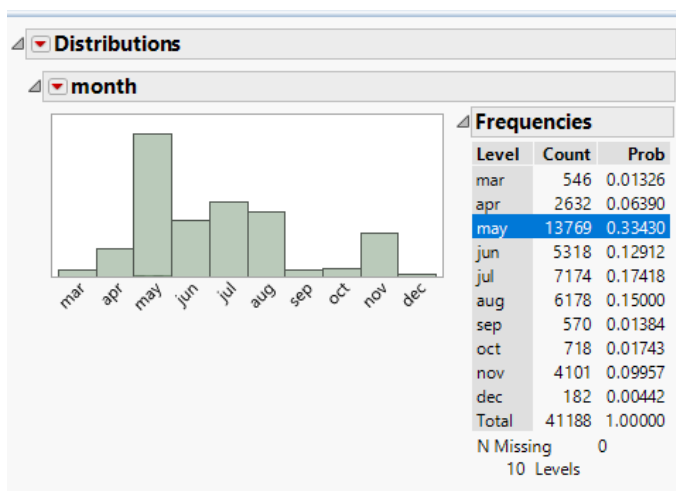 Distributions
month
mar apr may jun jul aug sep oct nov dec
Frequencies
Level Count Prob
mar 546 0.01326
apr 2632 0.06390
may 13769 0.33430
jun 5318 0.12912
jul 7174 0.17418
aug 6178 0.15000
sep 570 0.01384
oct 718 0.01743
nov 4101 0.09957
dec 182 0.00442
Total 41188 1.00000
N Missing 0
10 Levels